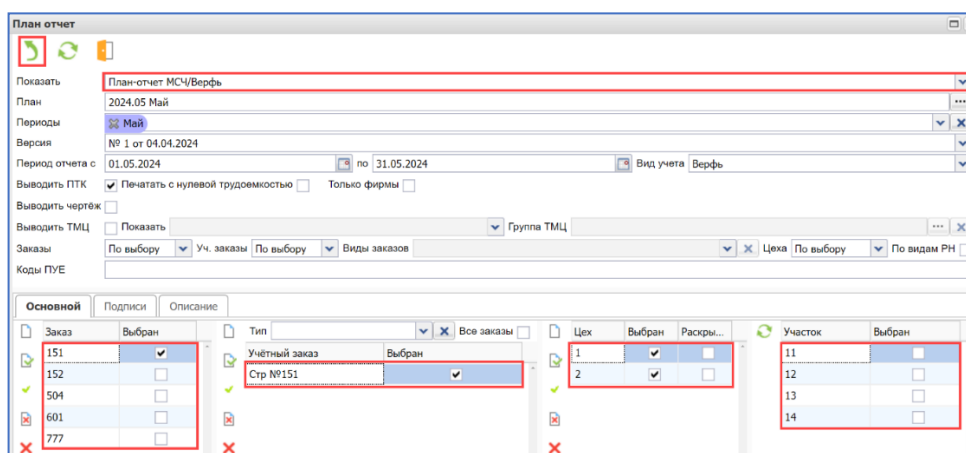 План отчет
Показать План-отчет МСЧ/Верфь
План 2024.05 Май
Периоды Май
Версия № 1 от 04.04.2024
Период отчета с 01.05.2024 по 31.05.2024 Вид учета Верфь
Выводить ПТК Печатать с нулевой трудоемкостью Только фирмы
Выводить чертёж
Выводить ТМЦ Показать Группа ТМЦ
Заказы По выбору Уч. заказы По выбору Виды заказов Цеха По выбору По видам РН
Коды ПУЕ
Основной Подписи Описание
Заказ Выбран Тип Все заказы Цех Выбран Раскры... Участок Выбран
151 Учётный заказ Выбран 1 11
152 Стр №151 2 12
504 13
601 14
777